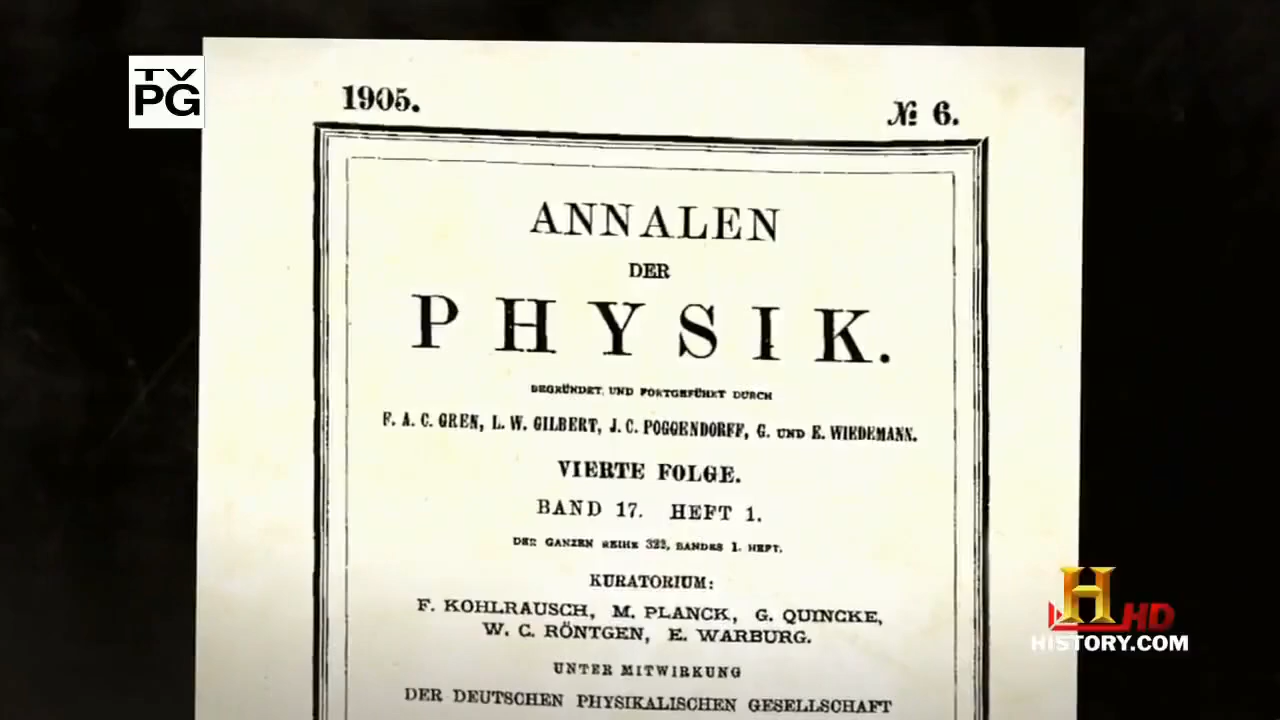 TV
PG
1905.
№ 6.
ANNALEN
DER
PHYSIK.
BEGRÜNDET UND FORTGEFÜHRT DURCH
F. A. C. GREN, L. W. GILBERT, J. C. POGGENDORFF, G. UND E. WIEDEMANN.
VIERTE FOLGE.
BAND 17. HEFT 1.
DER GANZEN REIHE 322, BANDES 1. HEFT.
KURATORIUM:
F. KOHLRAUSCH, M. PLANCK, G. QUINCKE,
W. C. RÖNTGEN, E. WARBURG.
UNTER MITWIRKUNG
DER DEUTSCHEN PHYSIKALISCHEN GESELLSCHAFT
H HD
HISTORY.COM